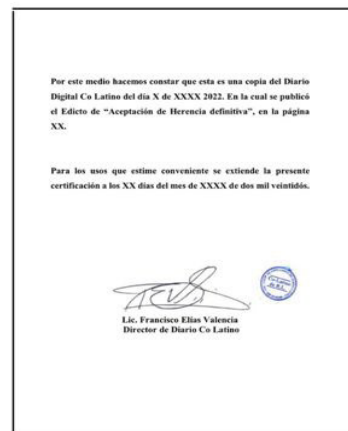 Por este medio hacemos constar que esta es una copia del Diario
Digital Co Latino del día X de XXXX 2022. En la cual se publicó
el Edicto de “Aceptación de Herencia definitiva”, en la página
XX.
Para los usos que estime conveniente se extiende la presente
certificación a los XX días del mes de XXXX de dos mil veintidós.
Lic. Francisco Elías Valencia
Director de Diario Co Latino
Co Latino
de R.L.